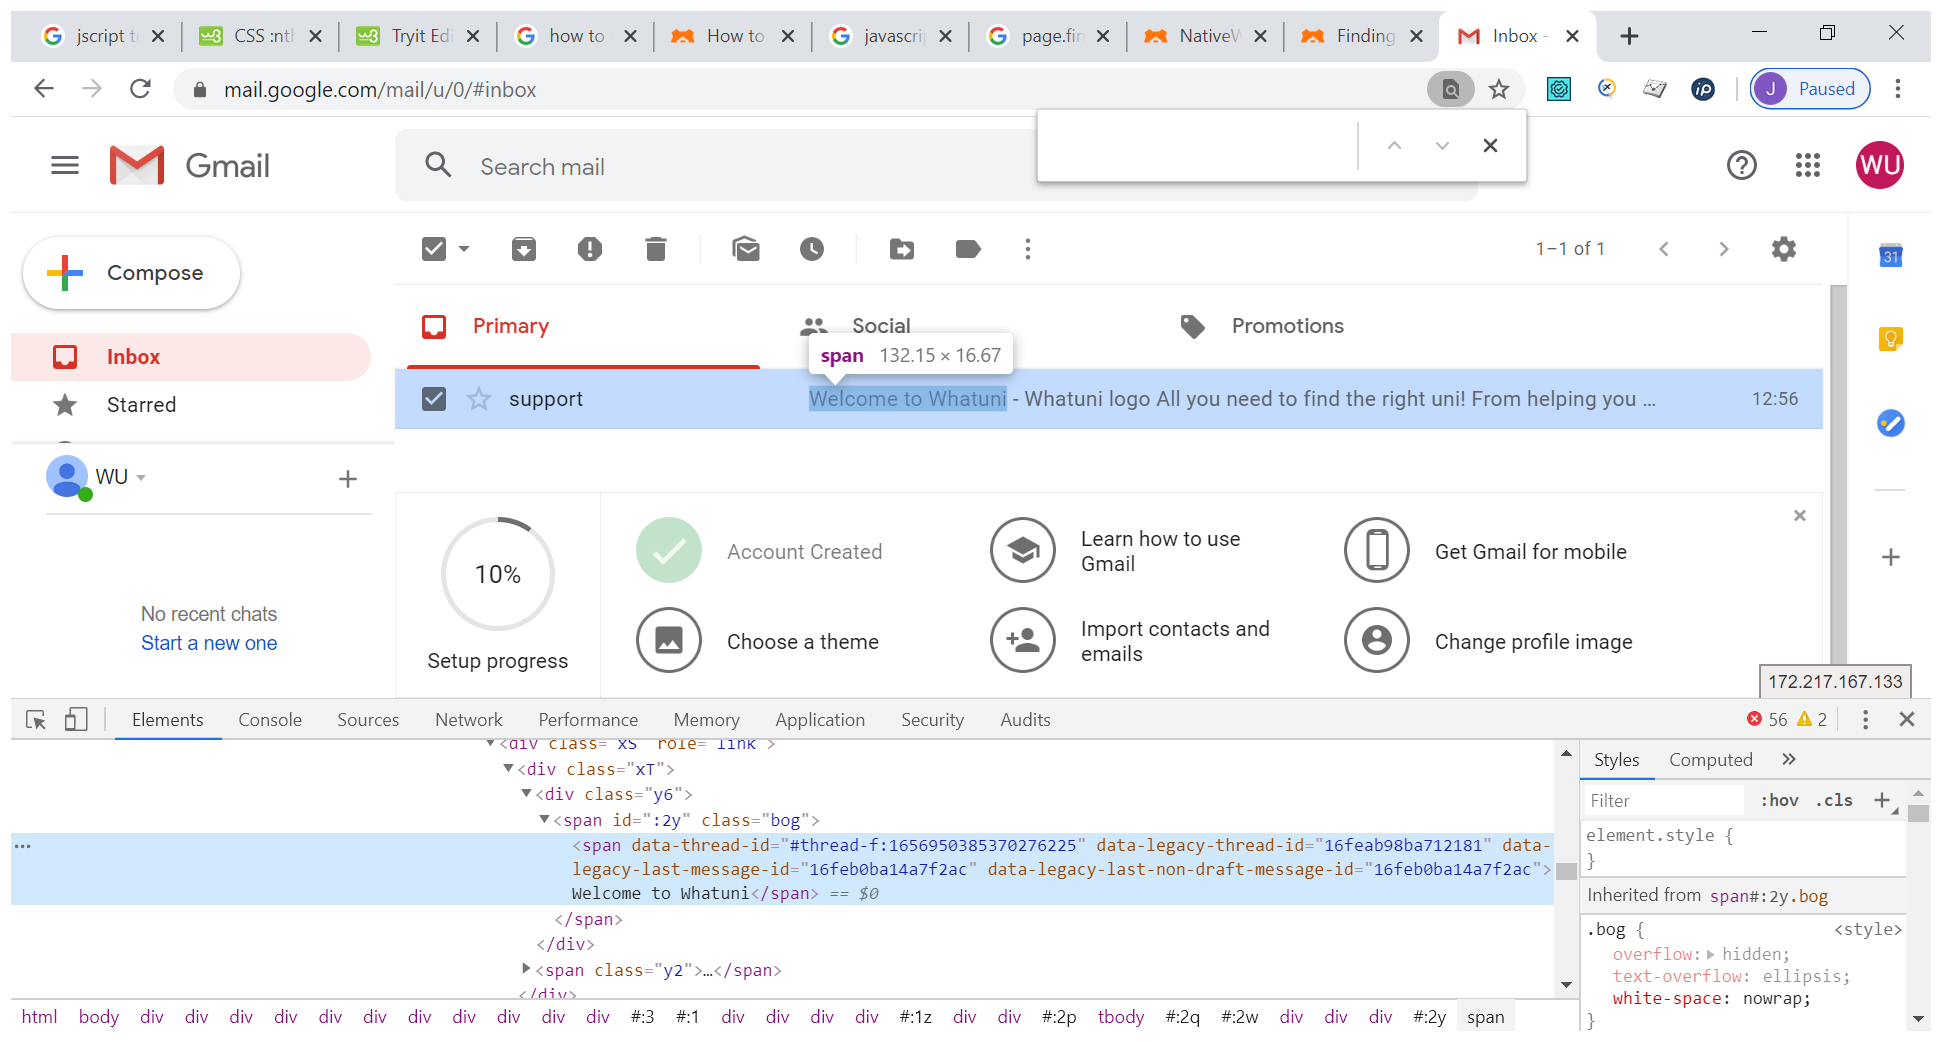 jscript t
CSS :nt
Tryit Edi
how to
How to
javascrip
page.fin
NativeW
Finding
Inbox -
mail.google.com/mail/u/0/#inbox
J Paused
Gmail
Search mail
WU
Compose
1–1 of 1
31
Primary
Social
Promotions
Inbox
span 132.15 × 16.67
Starred
support
Welcome to Whatuni - Whatuni logo All you need to find the right uni! From helping you ...
12:56
WU
10%
Setup progress
Account Created
Learn how to use
Gmail
Get Gmail for mobile
Choose a theme
Import contacts and
emails
Change profile image
No recent chats
Start a new one
172.217.167.133
Elements Console Sources Network Performance Memory Application Security Audits
56 2
<div class="xS" role="link">
<div class="xT">
<div class="y6">
<span id=":2y" class="bog">
<span data-thread-id="#thread-f:1656950385370276225" data-legacy-thread-id="16feab98ba712181" data-
legacy-last-message-id="16feb0ba14a7f2ac" data-legacy-last-non-draft-message-id="16feb0ba14a7f2ac">
Welcome to Whatuni</span> == $0
</span>
</div>
<span class="y2">…</span>
</div>
Styles Computed »
Filter :hov .cls +
element.style {
}
Inherited from span#:2y.bog
.bog { <style>
overflow: hidden;
text-overflow: ellipsis;
white-space: nowrap;
}
html body div div div div div div div div div div div #:3 #:1 div div div div #:1z div div #:2p tbody #:2q #:2w div div div #:2y span